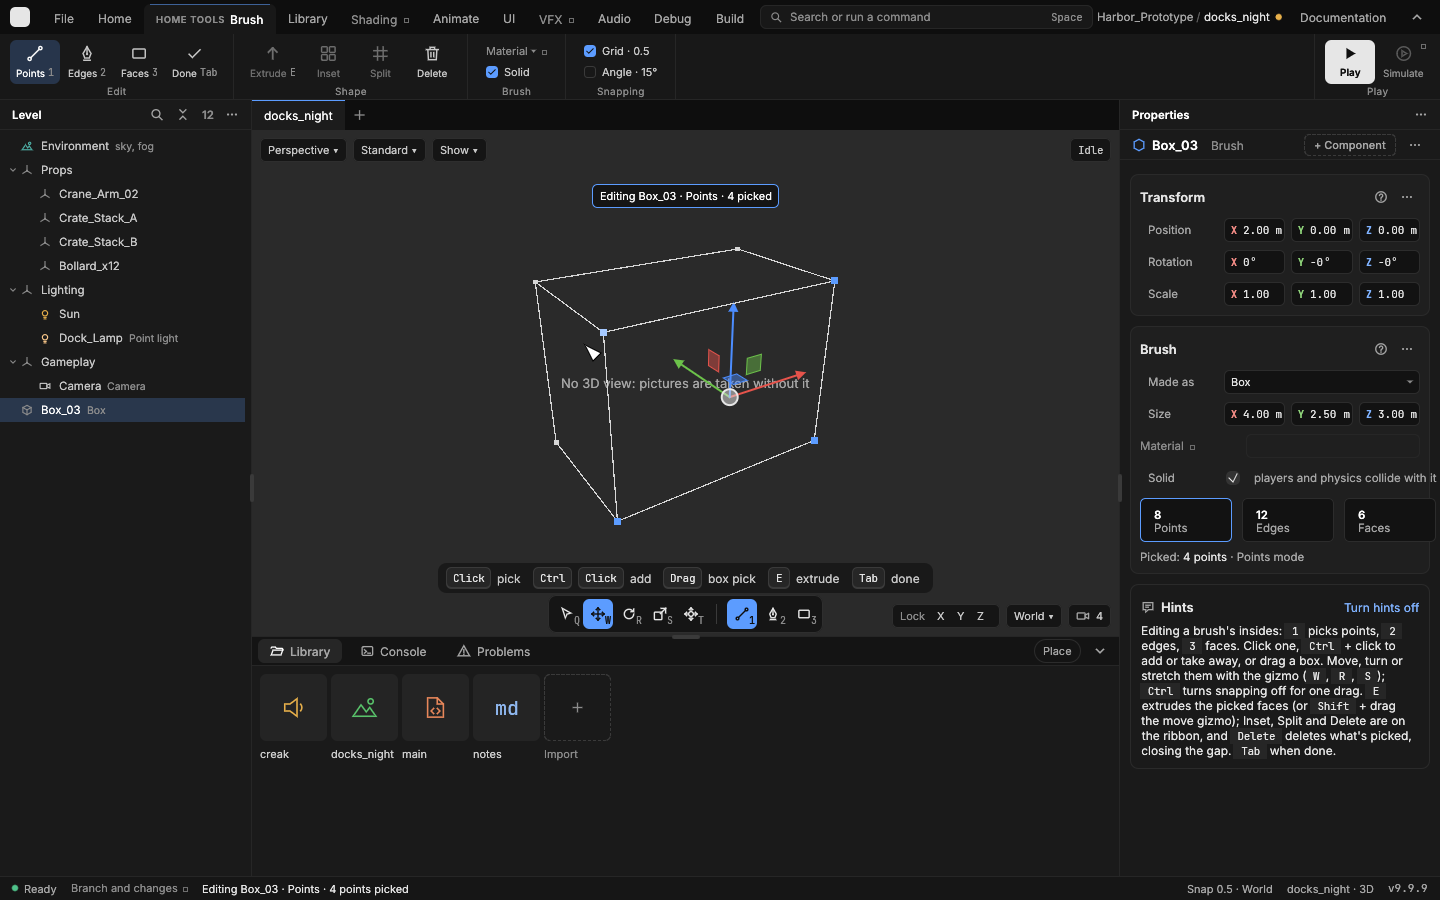 File Home HOME TOOLS Brush Library Shading Animate UI VFX Audio Debug Build Search or run a command Space Harbor_Prototype / docks_night Documentation
Points 1 Edges 2 Faces 3 Done Tab
Edit
Extrude E Inset Split Delete
Shape
Material
Solid
Brush
Grid · 0.5
Angle · 15°
Snapping
Play Simulate
Play
Level 12
Environment sky, fog
Props
Crane_Arm_02
Crate_Stack_A
Crate_Stack_B
Bollard_x12
Lighting
Sun
Dock_Lamp Point light
Gameplay
Camera Camera
Box_03 Box
docks_night
Perspective Standard Show Idle
Editing Box_03 · Points · 4 picked
No 3D view: pictures are taken without it
Click pick Ctrl Click add Drag box pick E extrude Tab done
Q W R S T 1 2 3
Lock X Y Z World 4
Library Console Problems Place
md
creak docks_night main notes Import
Properties
Box_03 Brush + Component
Transform
Position X 2.00 m Y 0.00 m Z 0.00 m
Rotation X 0° Y -0° Z -0°
Scale X 1.00 Y 1.00 Z 1.00
Brush
Made as Box
Size X 4.00 m Y 2.50 m Z 3.00 m
Material
Solid players and physics collide with it
8 Points
12 Edges
6 Faces
Picked: 4 points · Points mode
Hints Turn hints off
Editing a brush's insides: 1 picks points, 2
edges, 3 faces. Click one, Ctrl + click to
add or take away, or drag a box. Move, turn or
stretch them with the gizmo ( W , R , S );
Ctrl turns snapping off for one drag. E
extrudes the picked faces (or Shift + drag
the move gizmo); Inset, Split and Delete are on
the ribbon, and Delete deletes what's picked,
closing the gap. Tab when done.
Ready Branch and changes Editing Box_03 · Points · 4 points picked Snap 0.5 · World docks_night · 3D v9.9.9